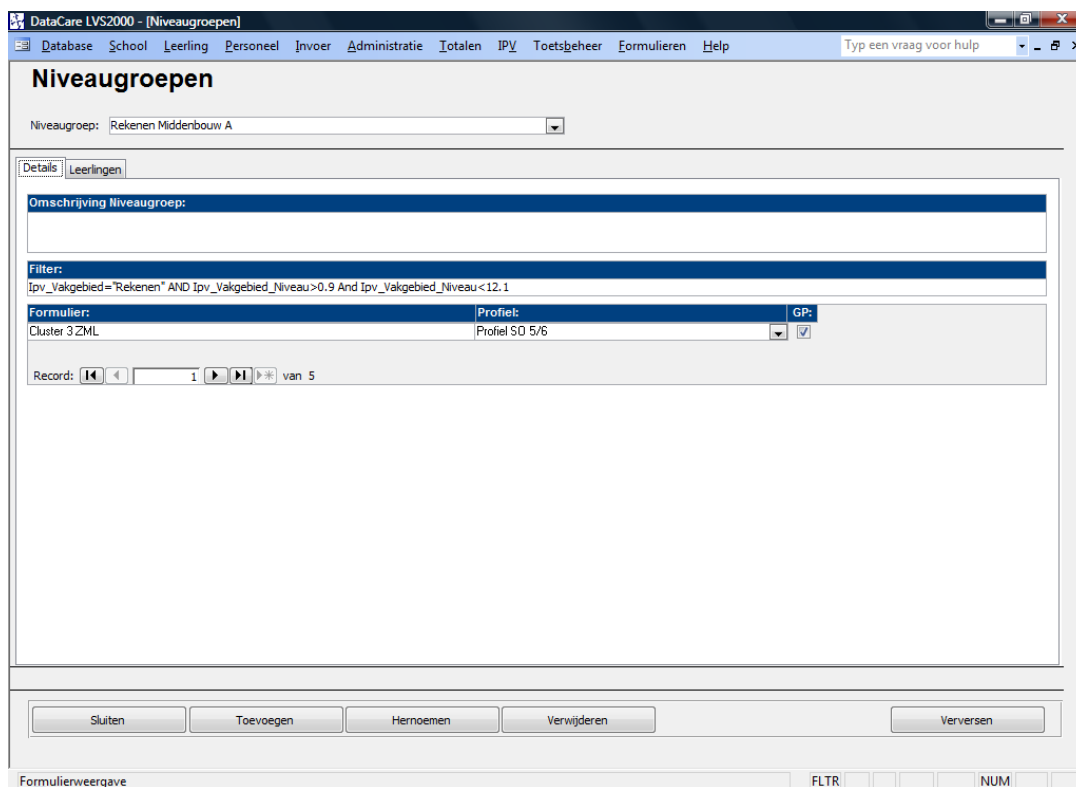 DataCare LVS2000 - [Niveaugroepen]
Database School Leerling Personeel Invoer Administratie Totalen IPV Toetsbeheer Formulieren Help Typ een vraag voor hulp
Niveaugroepen
Niveaugroep: Rekenen Middenbouw A
Details Leerlingen
Omschrijving Niveaugroep:
Filter:
Ipv_Vakgebied="Rekenen" AND Ipv_Vakgebied_Niveau>0.9 And Ipv_Vakgebied_Niveau<12.1
Formulier: Profiel: GP:
Cluster 3 ZML Profiel SO 5/6
Record: 1 van 5
Sluiten Toevoegen Hernoemen Verwijderen Verversen
Formulierweergave FLTR NUM